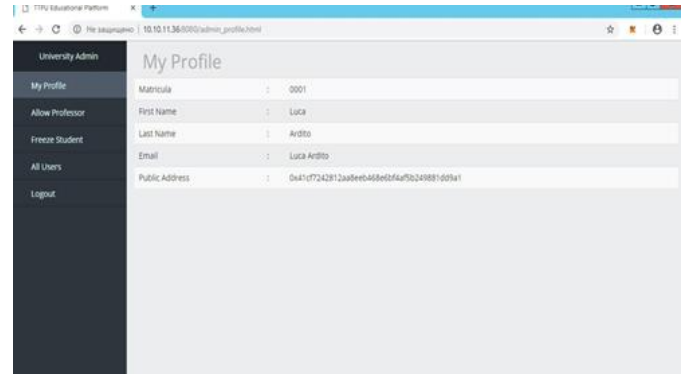 TTPU Educational Platform
Не защищено | 10.10.11.36:8080/admin_profile.html
University Admin
My Profile
Allow Professor
Freeze Student
All Users
Logout
My Profile
Matricula : 0001
First Name : Luca
Last Name : Ardito
Email : Luca Ardito
Public Address :